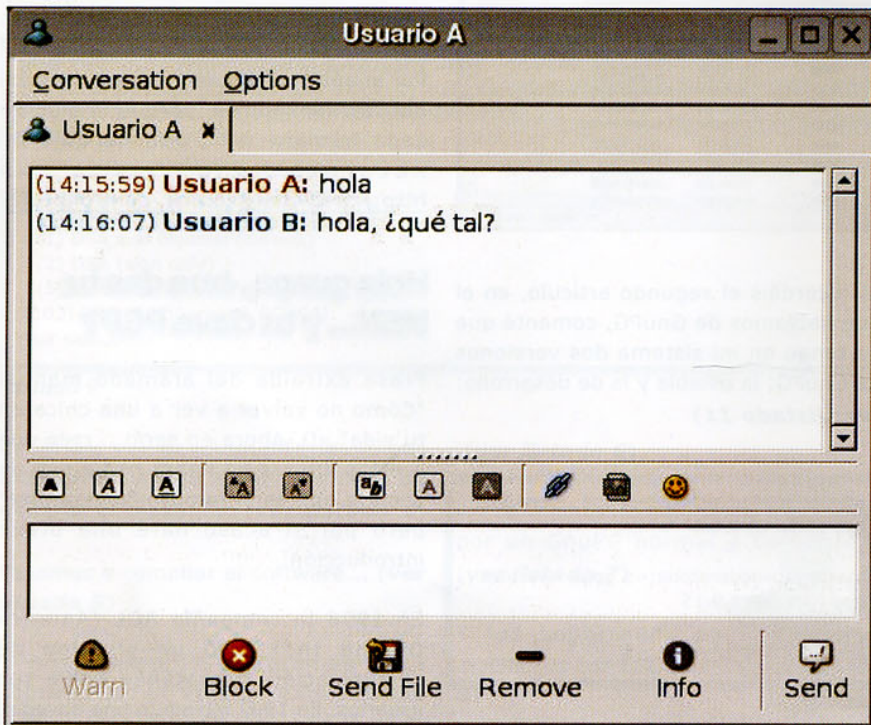 Usuario A
Conversation Options
Usuario A
(14:15:59) Usuario A: hola
(14:16:07) Usuario B: hola, ¿qué tal?
Warn Block Send File Remove Info Send